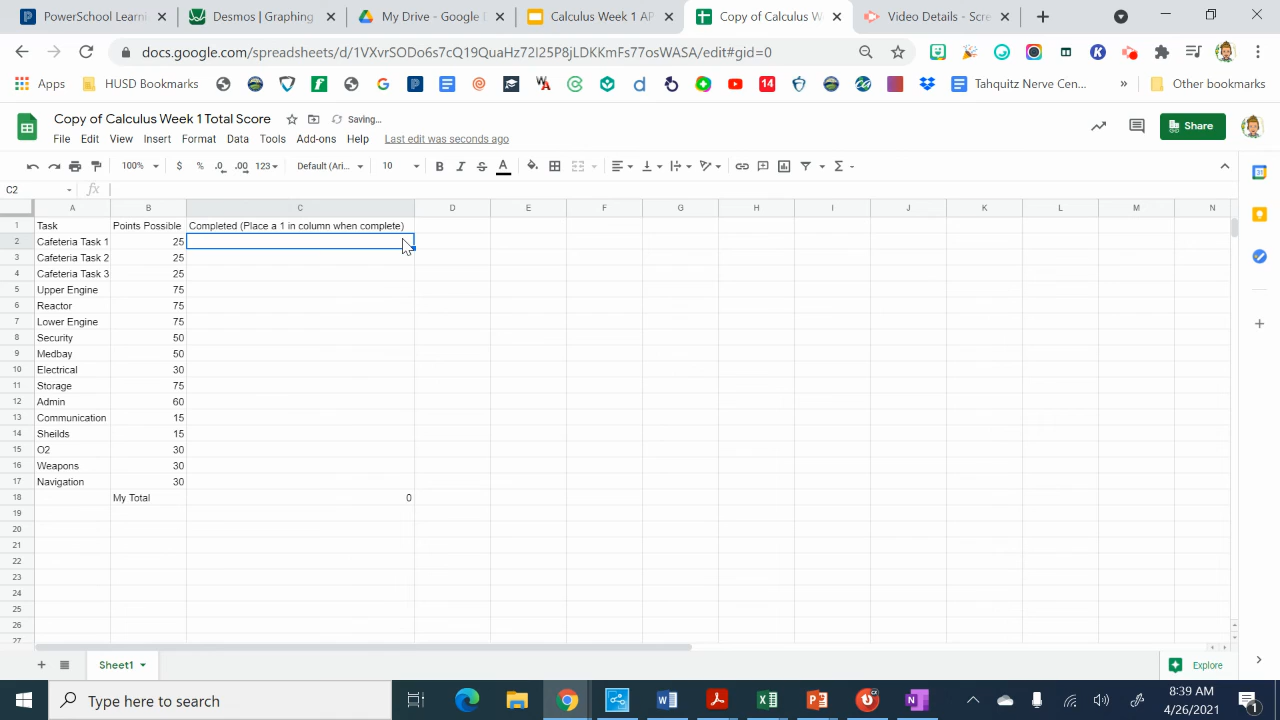 PowerSchool Learni
Desmos | Graphing
My Drive - Google D
Calculus Week 1 AP
Copy of Calculus W
Video Details - Scre
docs.google.com/spreadsheets/d/1VXvrSODo6s7cQ19QuaHz72I25P8jLDKKmFs77osWASA/edit#gid=0
Apps
HUSD Bookmarks
14
Tahquitz Nerve Cen...
»
Other bookmarks
Copy of Calculus Week 1 Total Score
Saving...
File Edit View Insert Format Data Tools Add-ons Help
Last edit was seconds ago
Share
100% $ % .0 .00 123 Default (Ari... 10 B I S A Σ
C2 fx
A B C D E F G H I J K L M N
1 Task Points Possible Completed (Place a 1 in column when complete)
2 Cafeteria Task 1 25
3 Cafeteria Task 2 25
4 Cafeteria Task 3 25
5 Upper Engine 75
6 Reactor 75
7 Lower Engine 75
8 Security 50
9 Medbay 50
10 Electrical 30
11 Storage 75
12 Admin 60
13 Communication 15
14 Sheilds 15
15 O2 30
16 Weapons 30
17 Navigation 30
18 My Total 0
19
20
21
22
23
24
25
26
27
Sheet1
Explore
Type here to search
8:39 AM
4/26/2021
1